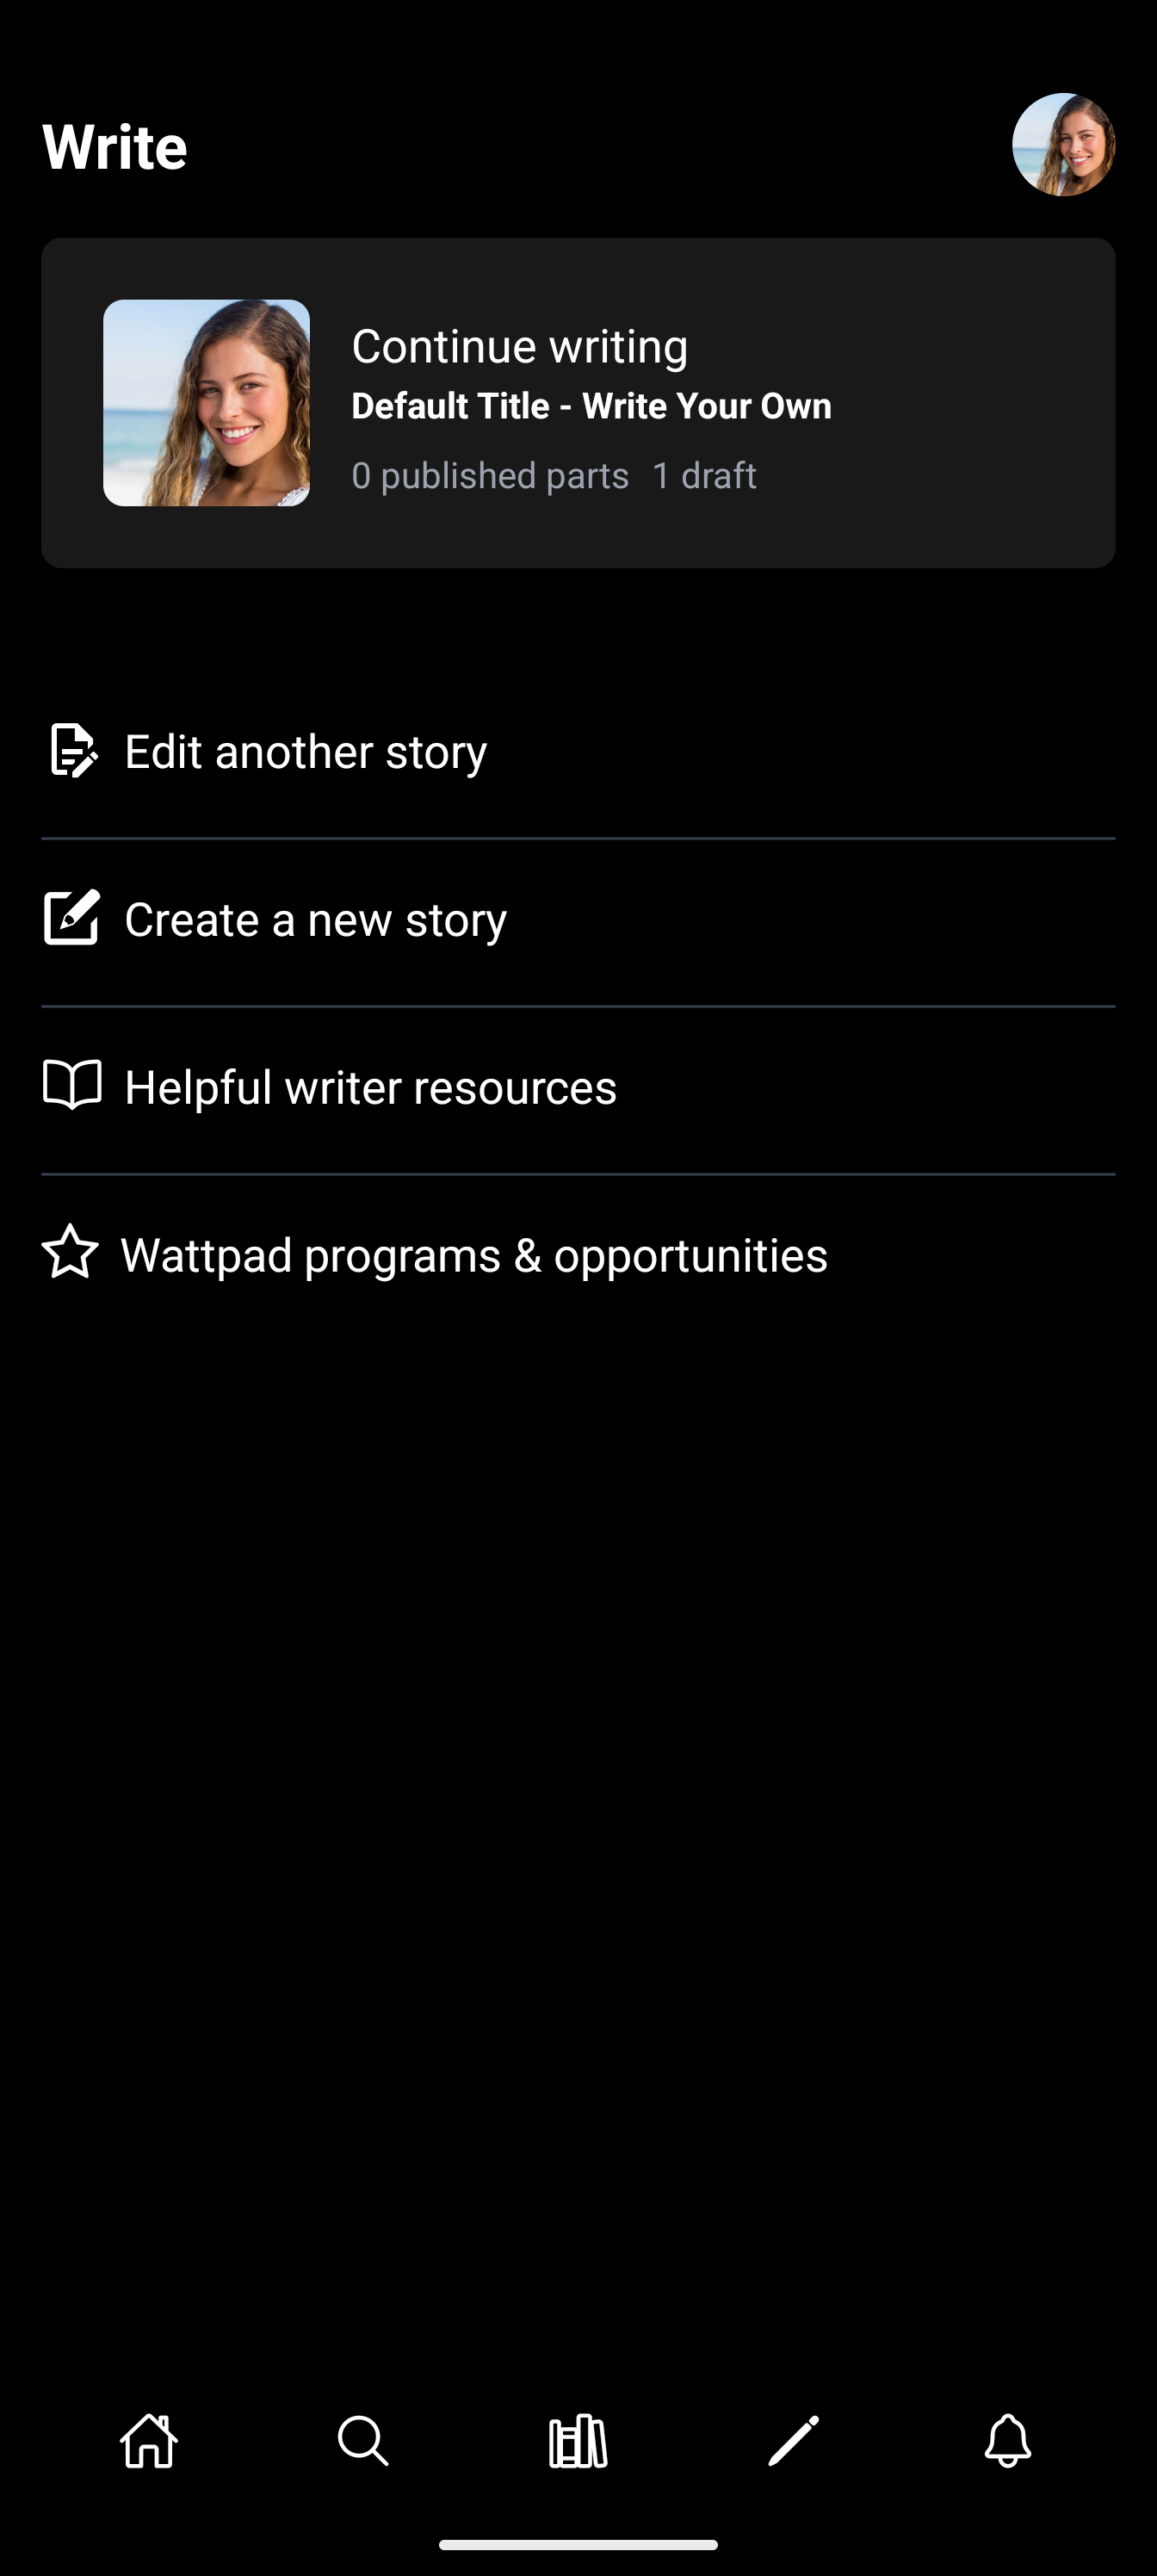 Write
Continue writing
Default Title - Write Your Own
0 published parts 1 draft
Edit another story
Create a new story
Helpful writer resources
Wattpad programs & opportunities